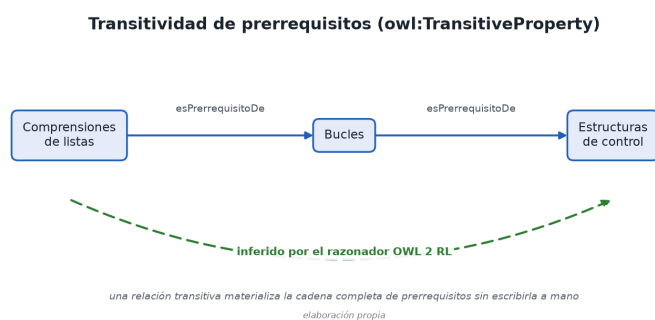 Transitividad de prerrequisitos (owl:TransitiveProperty)
esPrerrequisitoDe
esPrerrequisitoDe
Comprensiones
de listas
Bucles
Estructuras
de control
inferido por el razonador OWL 2 RL
una relación transitiva materializa la cadena completa de prerrequisitos sin escribirla a mano
elaboración propia